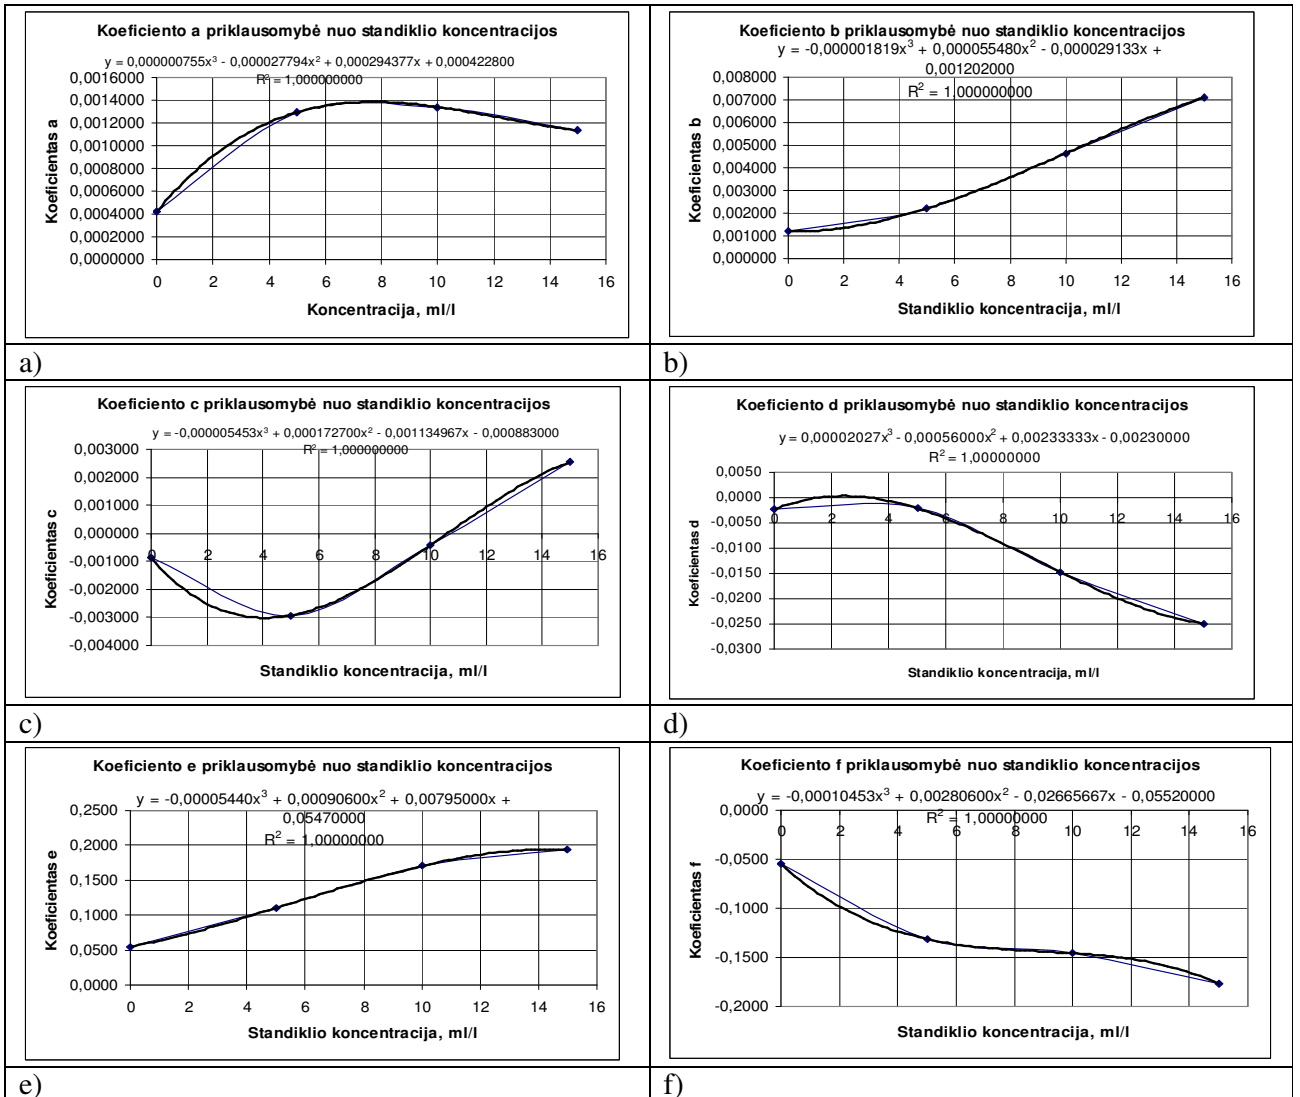 Koeficiento a priklausomybė nuo standiklio koncentracijos
y = 0,000000755x³ - 0,000027794x² + 0,000294377x + 0,000422800
R² = 1,000000000
0,0016000
0,0014000
0,0012000
0,0010000
0,0008000
0,0006000
0,0004000
0,0002000
0,0000000
Koeficientas a
0 2 4 6 8 10 12 14 16
Koncentracija, ml/l
a)
Koeficiento b priklausomybė nuo standiklio koncentracijos
y = -0,000001819x³ + 0,000055480x² - 0,000029133x +
0,001202000
R² = 1.000000000
0,008000
0,007000
0,006000
0,005000
0,004000
0,003000
0,002000
0,001000
0,000000
Koeficientas b
0 2 4 6 8 10 12 14 16
Standiklio koncentracija, ml/l
b)
Koeficiento c priklausomybė nuo standiklio koncentracijos
y = -0,000005453x³ + 0,000172700x² - 0,001134967x - 0,000883000
R² = 1,000000000
0,003000
0,002000
0,001000
0,000000
-0,001000
-0,002000
-0,003000
-0,004000
Koeficientas c
0 2 4 6 8 10 12 14 16
Standiklio koncentracija, ml/l
c)
Koeficiento d priklausomybė nuo standiklio koncentracijos
y = 0,00002027x³ - 0,00056000x² + 0,00233333x - 0,00230000
R² = 1,00000000
0,0050
0,0000
-0,0050
-0,0100
-0,0150
-0,0200
-0,0250
-0,0300
Koeficientas d
0 2 4 6 8 10 12 14 16
Standiklio koncentracija, ml/l
d)
Koeficiento e priklausomybė nuo standiklio koncentracijos
y = -0,00005440x³ + 0,00090600x² + 0,00795000x +
0,05470000
R² = 1,00000000
0,2500
0,2000
0,1500
0,1000
0,0500
0,0000
Koeficientas e
0 2 4 6 8 10 12 14 16
Standiklio koncentracija, ml/l
e)
Koeficiento f priklausomybė nuo standiklio koncentracijos
y = -0,00010453x³ + 0,00280600x² - 0,02665667x - 0,05520000
R² = 1,00000000
0,0000
-0,0500
-0,1000
-0,1500
-0,2000
Koeficientas f
0 2 4 6 8 10 12 14 16
Standiklio koncentracija, ml/l
f)